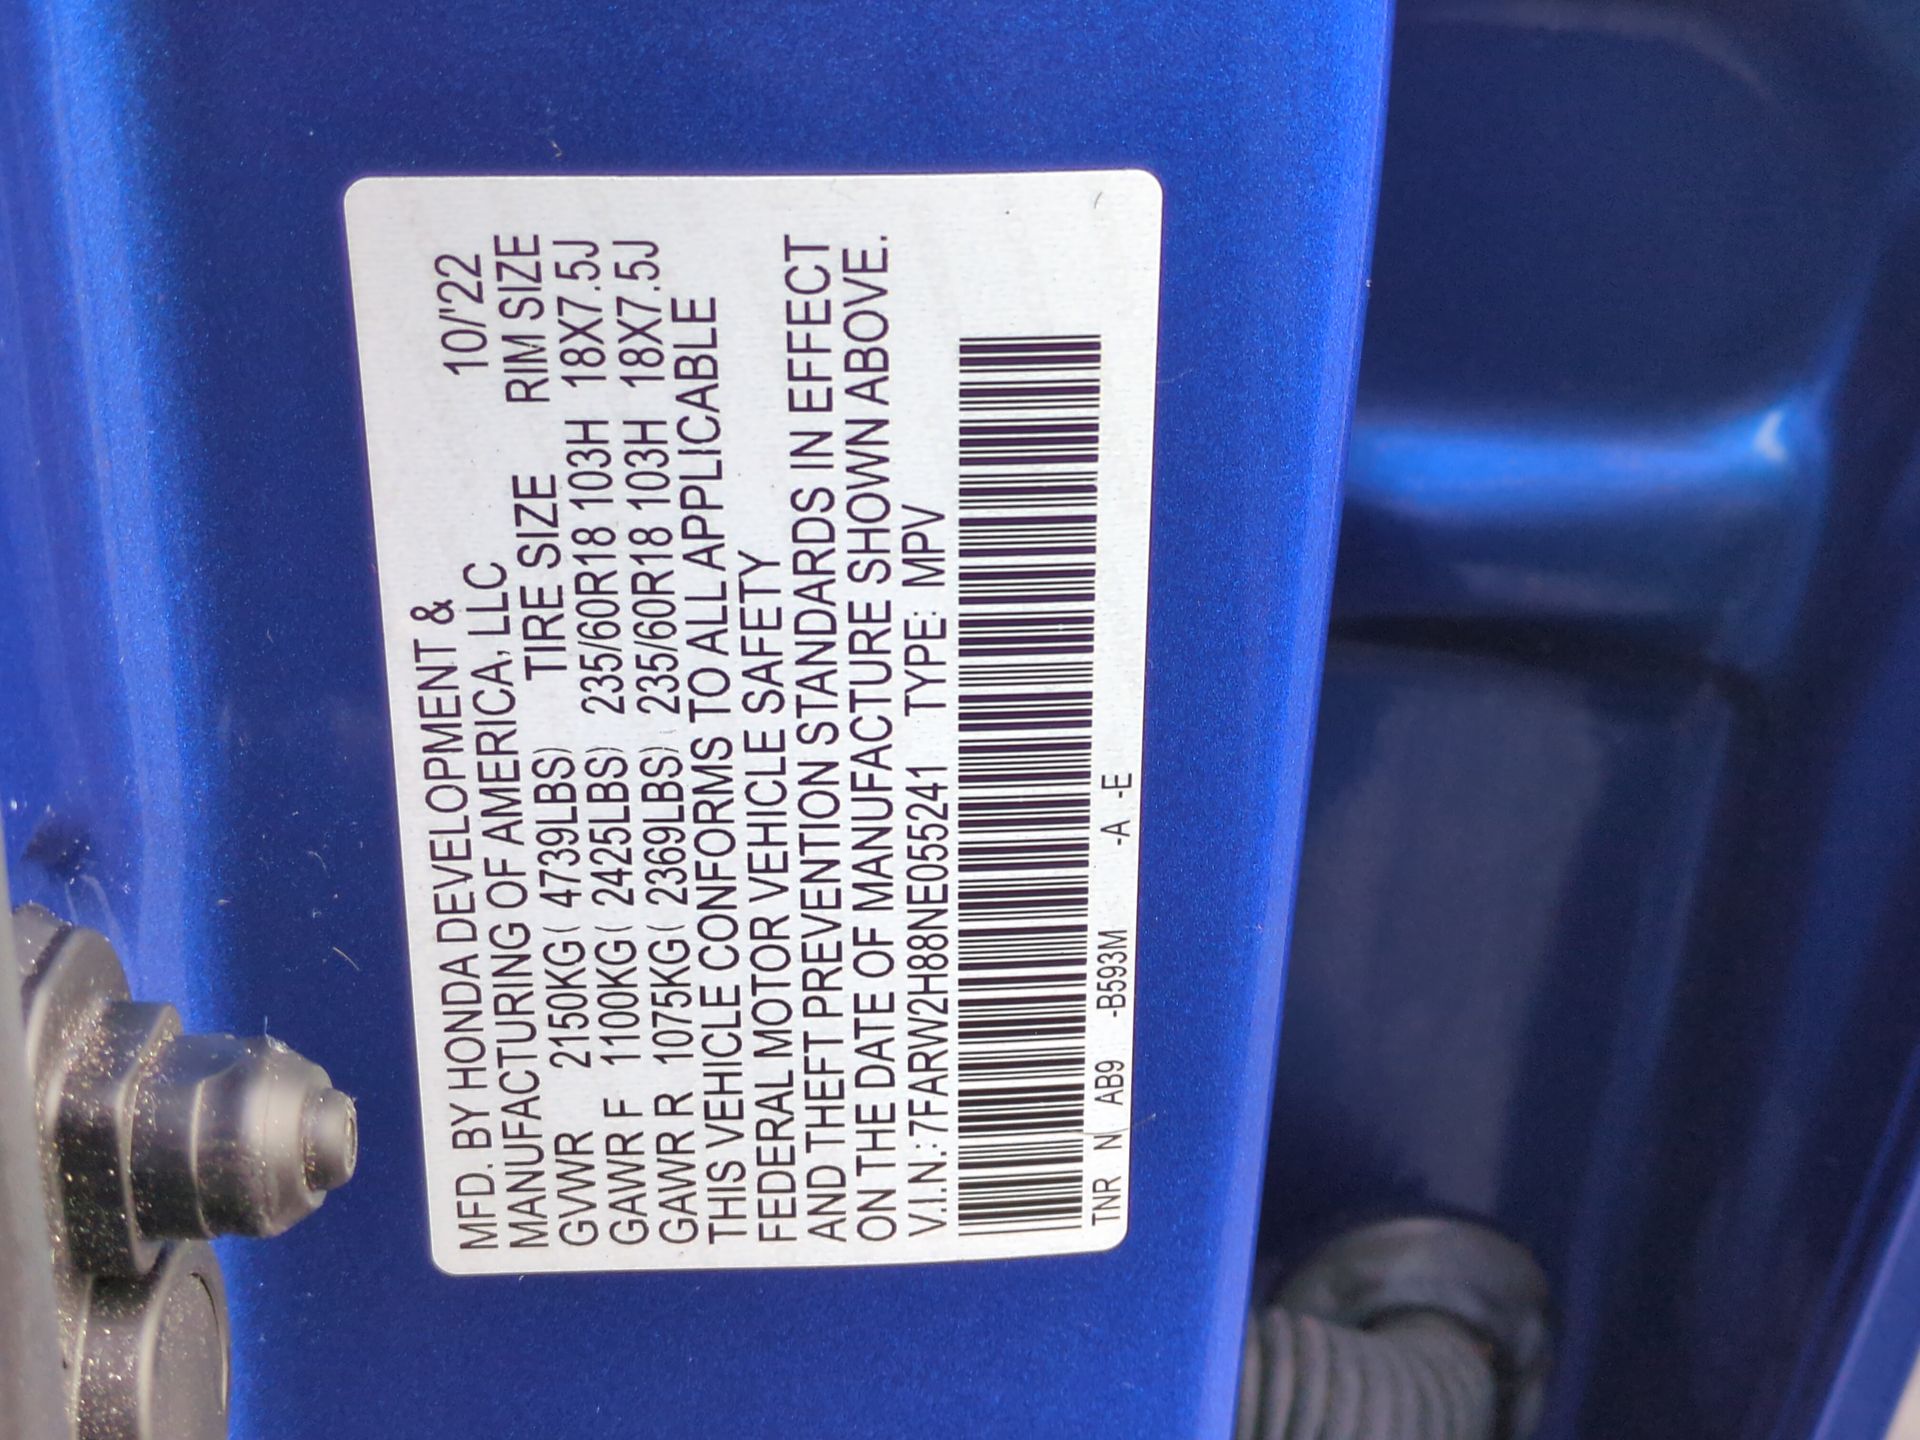 MFD. BY HONDA DEVELOPMENT & 10/'22
MANUFACTURING OF AMERICA, LLC
TIRE SIZE RIM SIZE
GVWR 2150KG( 4739LBS)
GAWR F 1100KG( 2425LBS) 235/60R18 103H 18X7.5J
GAWR R 1075KG( 2369LBS) 235/60R18 103H 18X7.5J
THIS VEHICLE CONFORMS TO ALL APPLICABLE
FEDERAL MOTOR VEHICLE SAFETY
AND THEFT PREVENTION STANDARDS IN EFFECT
ON THE DATE OF MANUFACTURE SHOWN ABOVE.
V.I.N.:7FARW2H88NE055241 TYPE: MPV
TNR N AB9 -B593M -A -E